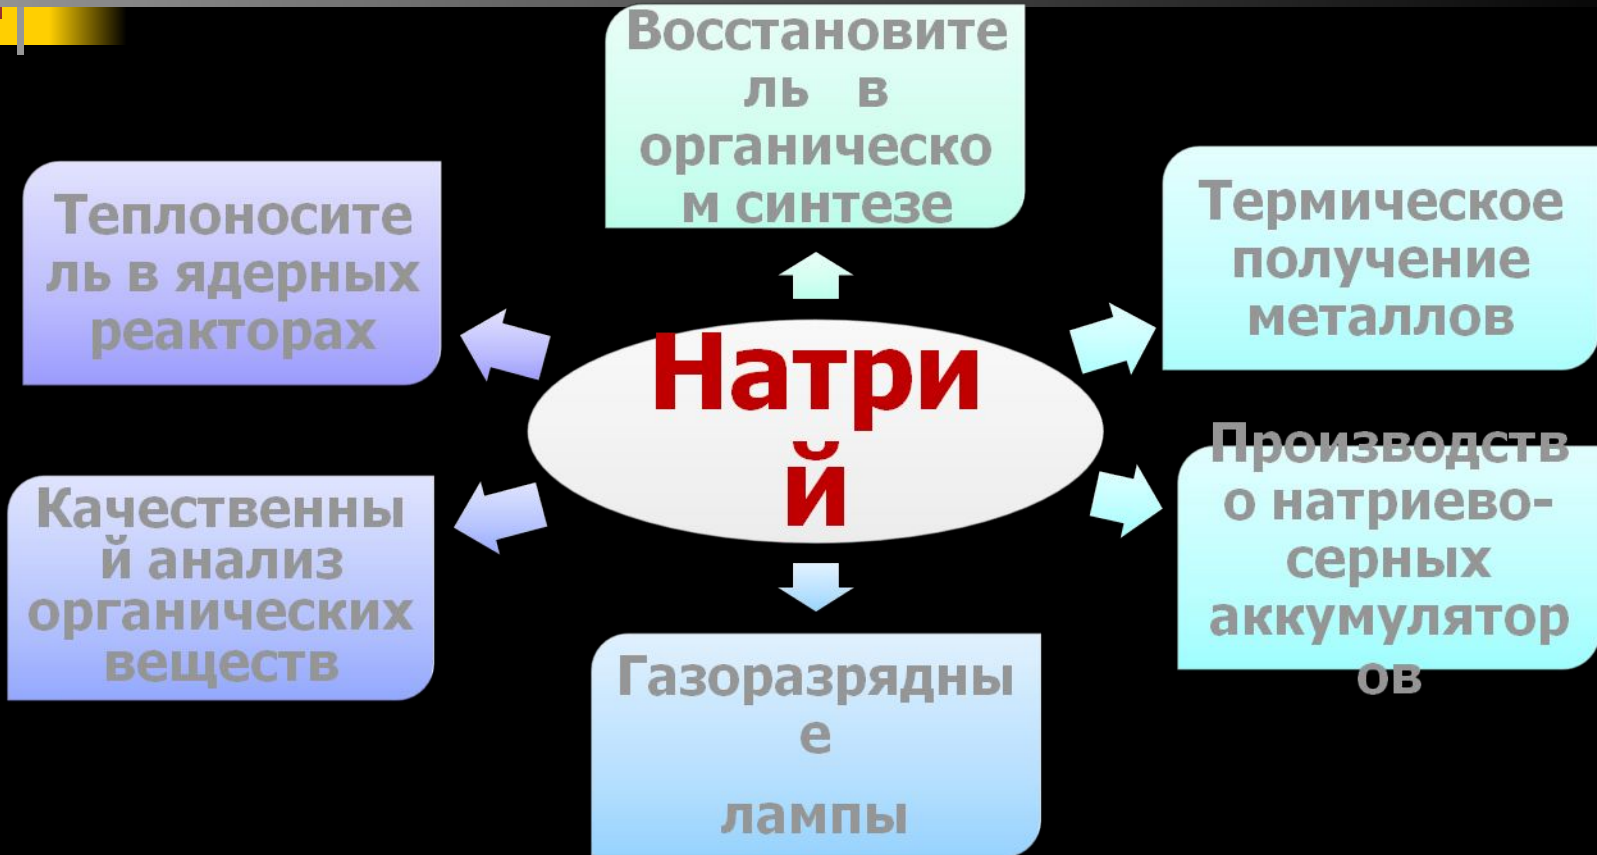 Восстановите
ль в
органическо
м синтезе
Теплоносите
ль в ядерных
реакторах
Термическое
получение
металлов
Натри
й
Качественны
й анализ
органических
веществ
Производств
о натриево-
серных
аккумулятор
ов
Газоразрядны
е
лампы